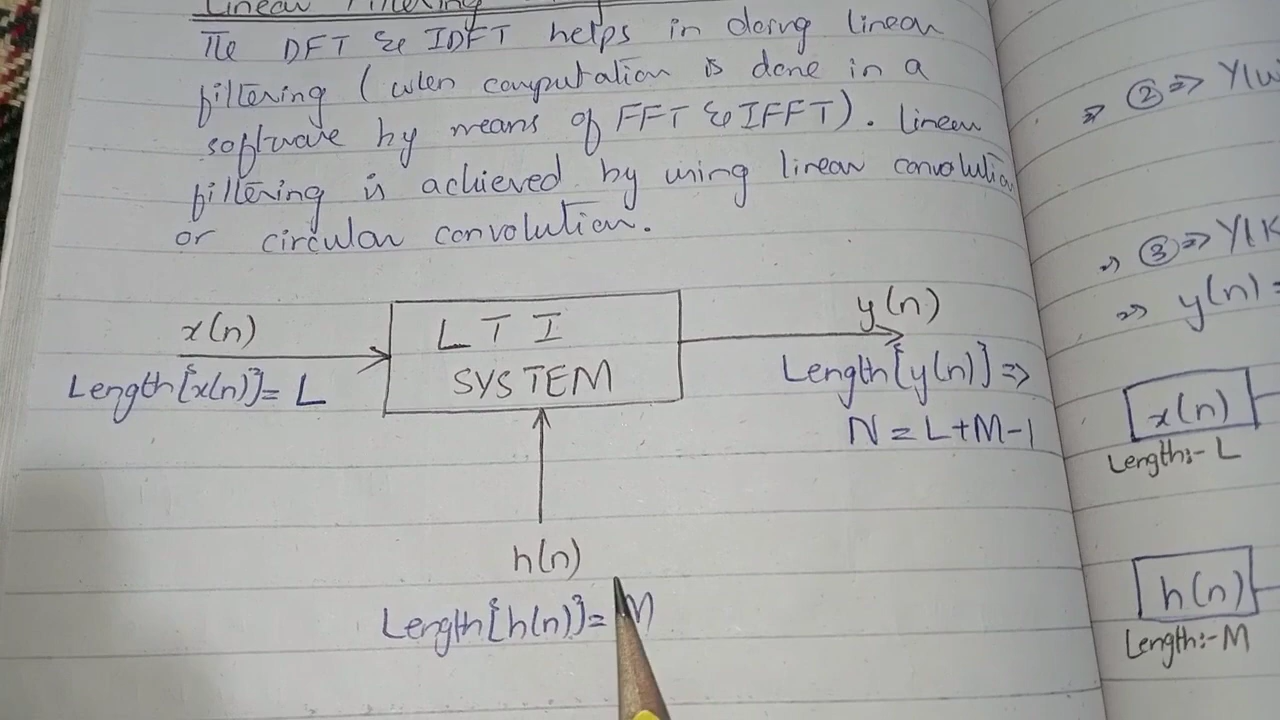 Linear Filtering
The DFT & IDFT helps in doing linear
filtering (when computation is done in a
software by means of FFT & IFFT). linear
filtering is achieved by using linear convolution
or circular convolution.
x(n)
Length[x(n)]= L
L T I
SYSTEM
y(n)
Length[y(n)] =>
N = L+M-1
h(n)
Length[h(n)]= M
=> ② => Y(w
=> ③ => Y(K
=> y(n) =
x(n)
Length:- L
h(n)
Length:- M